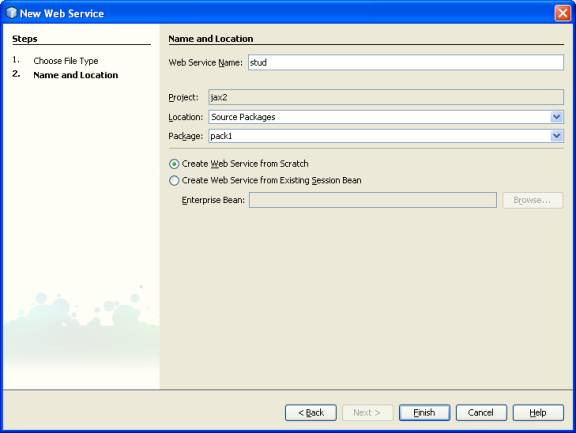 New Web Service
Steps
1. Choose File Type
2. Name and Location
Name and Location
Web Service Name: stud
Project: jax2
Location: Source Packages
Package: pack1
Create Web Service from Scratch
Create Web Service from Existing Session Bean
Enterprise Bean: Browse...
< Back Next > Finish Cancel Help